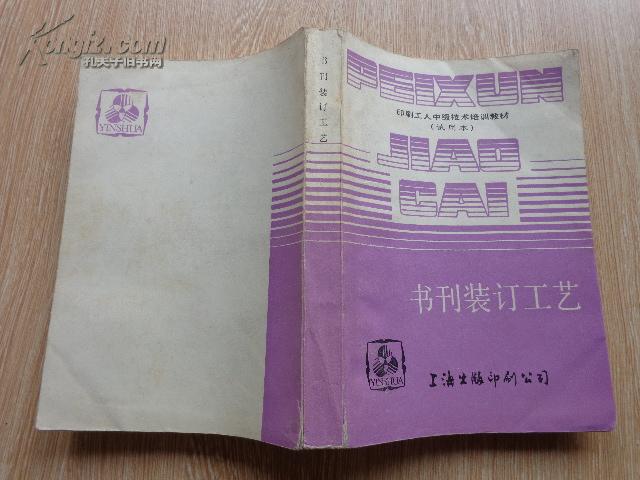 Kongfz.com
孔夫子旧书网
YINSHUA
书刊装订工艺
PEIXUN
印刷工人中级技术培训教材
(试用本)
JIAO
CAI
书刊装订工艺
YINSHUA
上海出版印刷公司